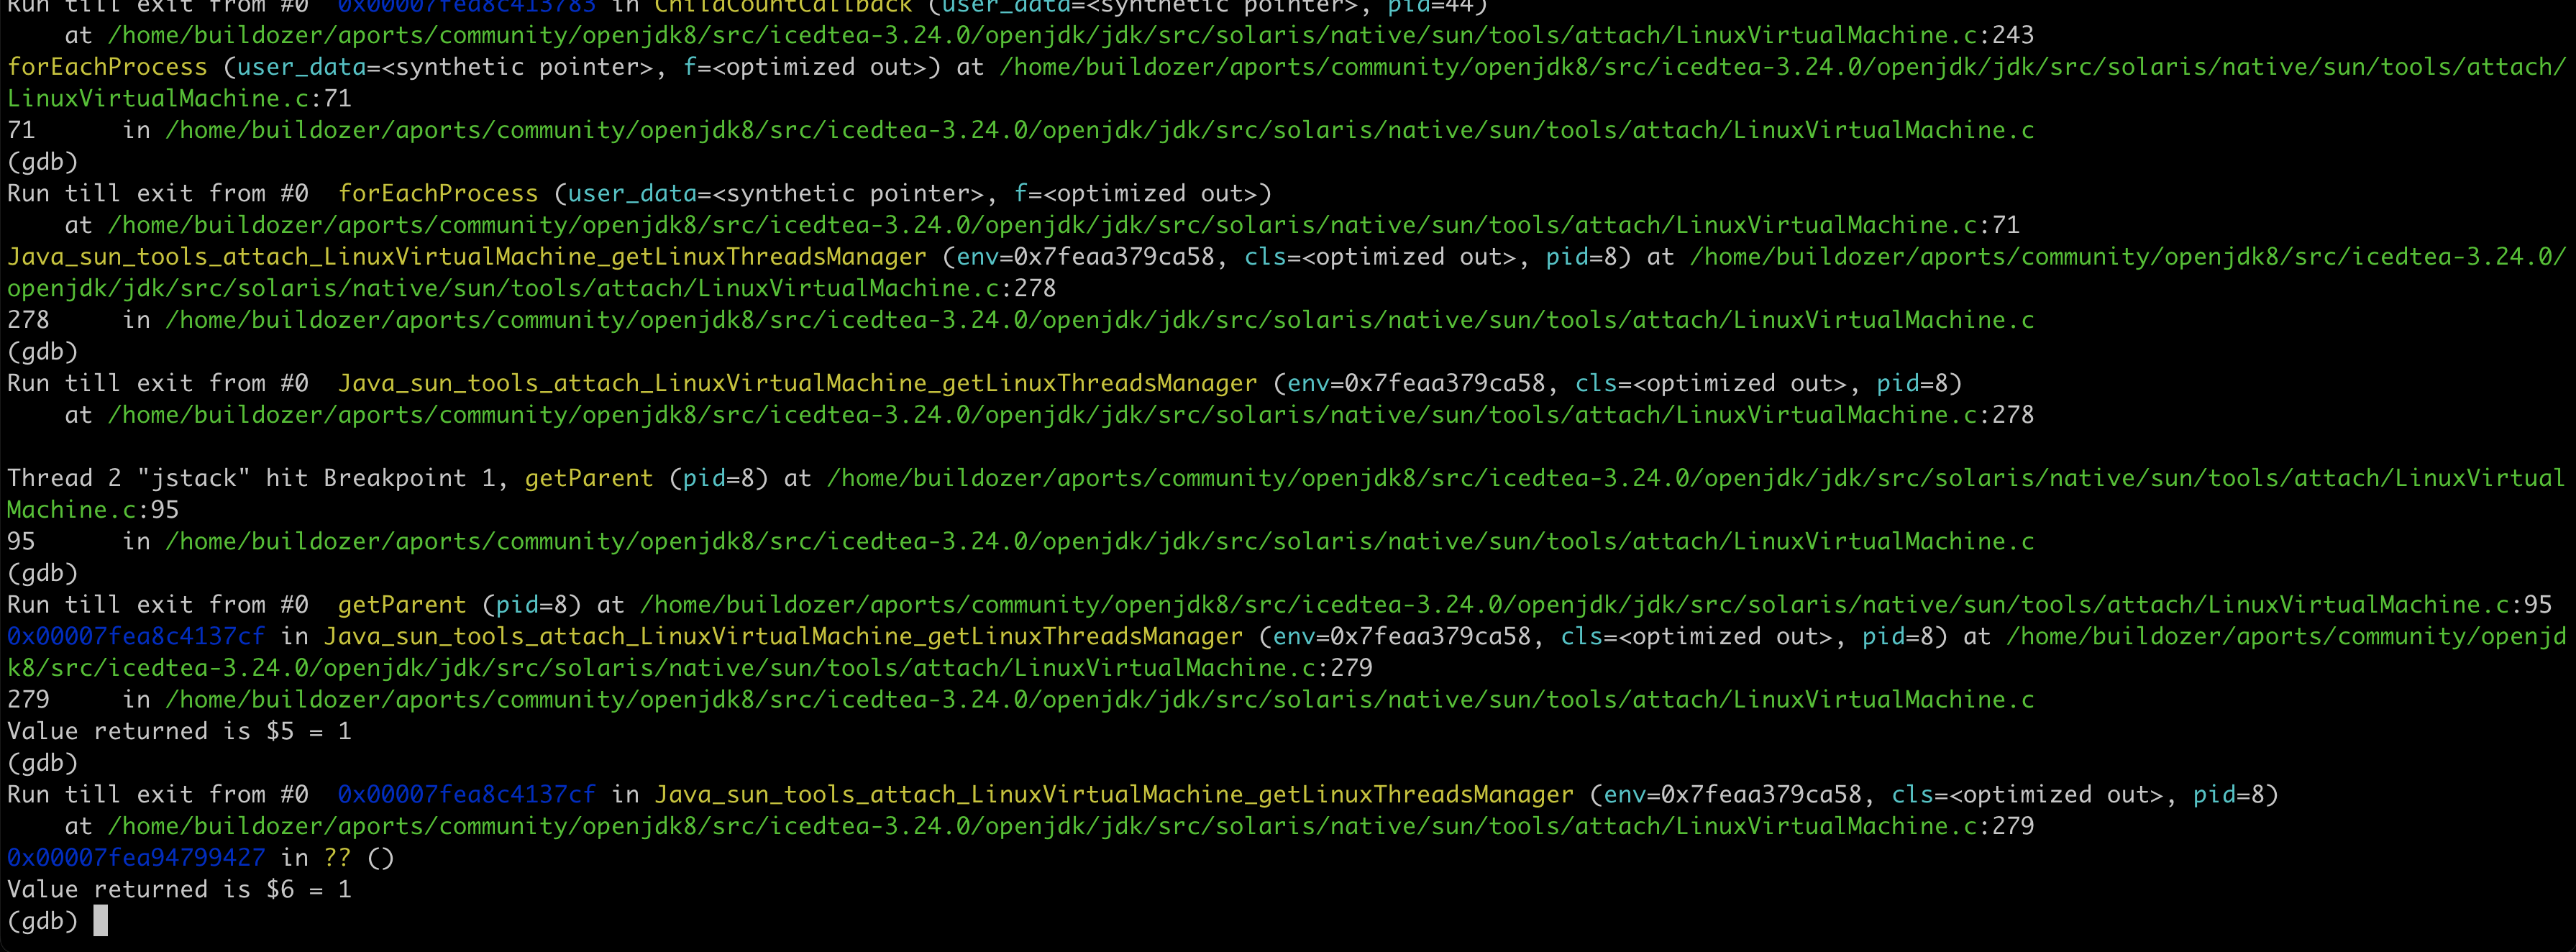 Run till exit from #0  0x00007fea8c413783 in ChildCountCallback (user_data=<synthetic pointer>, pid=44)
    at /home/buildozer/aports/community/openjdk8/src/icedtea-3.24.0/openjdk/jdk/src/solaris/native/sun/tools/attach/LinuxVirtualMachine.c:243
forEachProcess (user_data=<synthetic pointer>, f=<optimized out>) at /home/buildozer/aports/community/openjdk8/src/icedtea-3.24.0/openjdk/jdk/src/solaris/native/sun/tools/attach/
LinuxVirtualMachine.c:71
71      in /home/buildozer/aports/community/openjdk8/src/icedtea-3.24.0/openjdk/jdk/src/solaris/native/sun/tools/attach/LinuxVirtualMachine.c
(gdb)
Run till exit from #0  forEachProcess (user_data=<synthetic pointer>, f=<optimized out>)
    at /home/buildozer/aports/community/openjdk8/src/icedtea-3.24.0/openjdk/jdk/src/solaris/native/sun/tools/attach/LinuxVirtualMachine.c:71
Java_sun_tools_attach_LinuxVirtualMachine_getLinuxThreadsManager (env=0x7feaa379ca58, cls=<optimized out>, pid=8) at /home/buildozer/aports/community/openjdk8/src/icedtea-3.24.0/
openjdk/jdk/src/solaris/native/sun/tools/attach/LinuxVirtualMachine.c:278
278     in /home/buildozer/aports/community/openjdk8/src/icedtea-3.24.0/openjdk/jdk/src/solaris/native/sun/tools/attach/LinuxVirtualMachine.c
(gdb)
Run till exit from #0  Java_sun_tools_attach_LinuxVirtualMachine_getLinuxThreadsManager (env=0x7feaa379ca58, cls=<optimized out>, pid=8)
    at /home/buildozer/aports/community/openjdk8/src/icedtea-3.24.0/openjdk/jdk/src/solaris/native/sun/tools/attach/LinuxVirtualMachine.c:278

Thread 2 "jstack" hit Breakpoint 1, getParent (pid=8) at /home/buildozer/aports/community/openjdk8/src/icedtea-3.24.0/openjdk/jdk/src/solaris/native/sun/tools/attach/LinuxVirtual
Machine.c:95
95      in /home/buildozer/aports/community/openjdk8/src/icedtea-3.24.0/openjdk/jdk/src/solaris/native/sun/tools/attach/LinuxVirtualMachine.c
(gdb)
Run till exit from #0  getParent (pid=8) at /home/buildozer/aports/community/openjdk8/src/icedtea-3.24.0/openjdk/jdk/src/solaris/native/sun/tools/attach/LinuxVirtualMachine.c:95
0x00007fea8c4137cf in Java_sun_tools_attach_LinuxVirtualMachine_getLinuxThreadsManager (env=0x7feaa379ca58, cls=<optimized out>, pid=8) at /home/buildozer/aports/community/openjd
k8/src/icedtea-3.24.0/openjdk/jdk/src/solaris/native/sun/tools/attach/LinuxVirtualMachine.c:279
279     in /home/buildozer/aports/community/openjdk8/src/icedtea-3.24.0/openjdk/jdk/src/solaris/native/sun/tools/attach/LinuxVirtualMachine.c
Value returned is $5 = 1
(gdb)
Run till exit from #0  0x00007fea8c4137cf in Java_sun_tools_attach_LinuxVirtualMachine_getLinuxThreadsManager (env=0x7feaa379ca58, cls=<optimized out>, pid=8)
    at /home/buildozer/aports/community/openjdk8/src/icedtea-3.24.0/openjdk/jdk/src/solaris/native/sun/tools/attach/LinuxVirtualMachine.c:279
0x00007fea94799427 in ?? ()
Value returned is $6 = 1
(gdb)